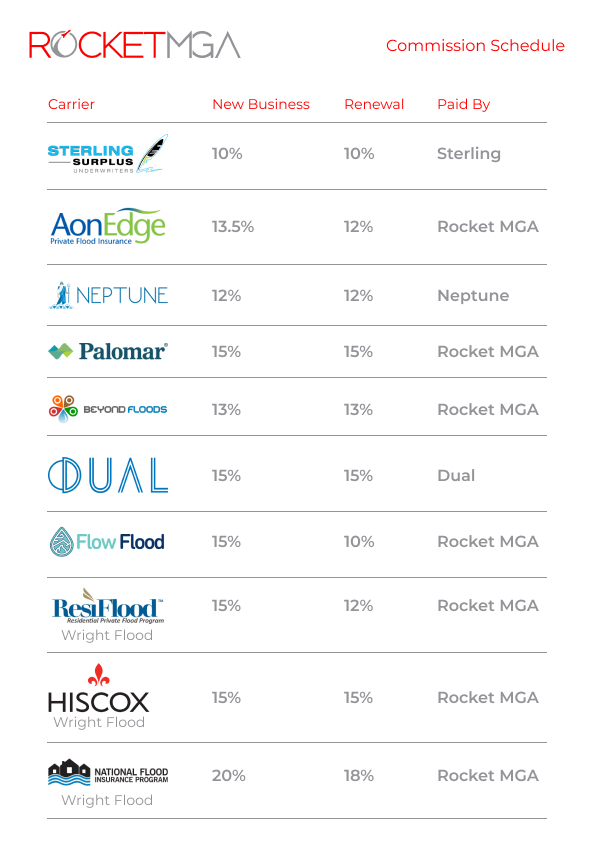 ROCKETMGA
Commission Schedule
Carrier New Business Renewal Paid By
STERLING
SURPLUS
UNDERWRITERS
10% 10% Sterling
AonEdge
Private Flood Insurance
13.5% 12% Rocket MGA
NEPTUNE 12% 12% Neptune
Palomar® 15% 15% Rocket MGA
BEYOND FLOODS 13% 13% Rocket MGA
DUAL 15% 15% Dual
Flow Flood 15% 10% Rocket MGA
ResiFlood™
Residential Private Flood Program
Wright Flood
15% 12% Rocket MGA
HISCOX
Wright Flood
15% 15% Rocket MGA
NATIONAL FLOOD
INSURANCE PROGRAM
Wright Flood
20% 18% Rocket MGA